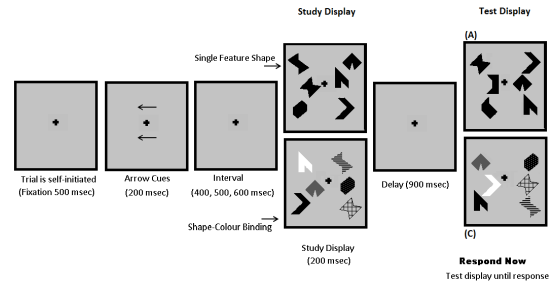 Study Display
Test Display
(A)
Single Feature Shape
Trial is self-initiated
(Fixation 500 msec)
Arrow Cues
(200 msec)
Interval
(400, 500, 600 msec)
Delay (900 msec)
Shape-Colour Binding
(C)
Study Display
(200 msec)
Respond Now
Test display until response